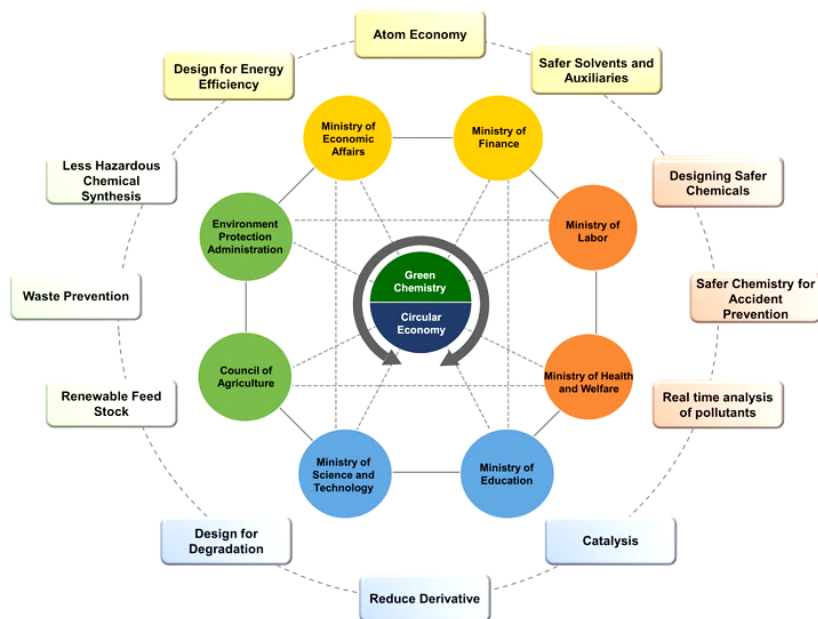 Atom Economy
Design for Energy
Efficiency
Safer Solvents and
Auxiliaries
Ministry of
Economic
Affairs
Ministry of
Finance
Less Hazardous
Chemical
Synthesis
Designing Safer
Chemicals
Environment
Protection
Administration
Ministry of
Labor
Green
Chemistry
Circular
Economy
Waste Prevention
Safer Chemistry for
Accident
Prevention
Council of
Agriculture
Ministry of Health
and Welfare
Renewable Feed
Stock
Real time analysis
of pollutants
Ministry of
Science and
Technology
Ministry of
Education
Design for
Degradation
Catalysis
Reduce Derivative